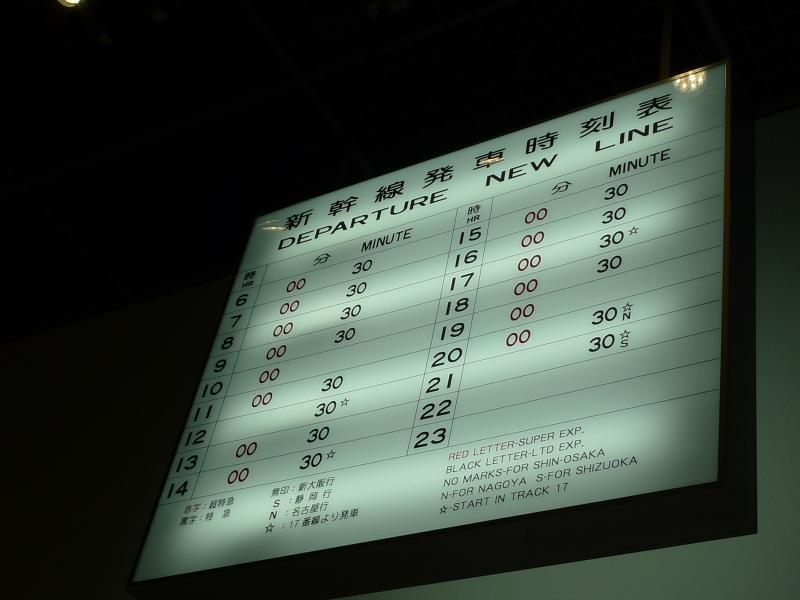 新幹線発車時刻表
DEPARTURE NEW LINE
時 HR 分 MINUTE
6 00 30
7 00 30
8 00 30
9 00 30
10 00
11 00 30
12 30☆
13 00 30
14 00 30☆
時 HR 分 MINUTE
15 00 30
16 00 30
17 00 30☆
18 00 30
19 00
20 00 30☆N
21 30☆S
22
23
赤字：超特急
黒字：特 急
無印：新大阪行
S ：静 岡 行
N ：名古屋行
☆ ：17番線より発車
RED LETTER-SUPER EXP.
BLACK LETTER-LTD EXP.
NO MARKS-FOR SHIN-OSAKA
N-FOR NAGOYA S-FOR SHIZUOKA
☆-START IN TRACK 17